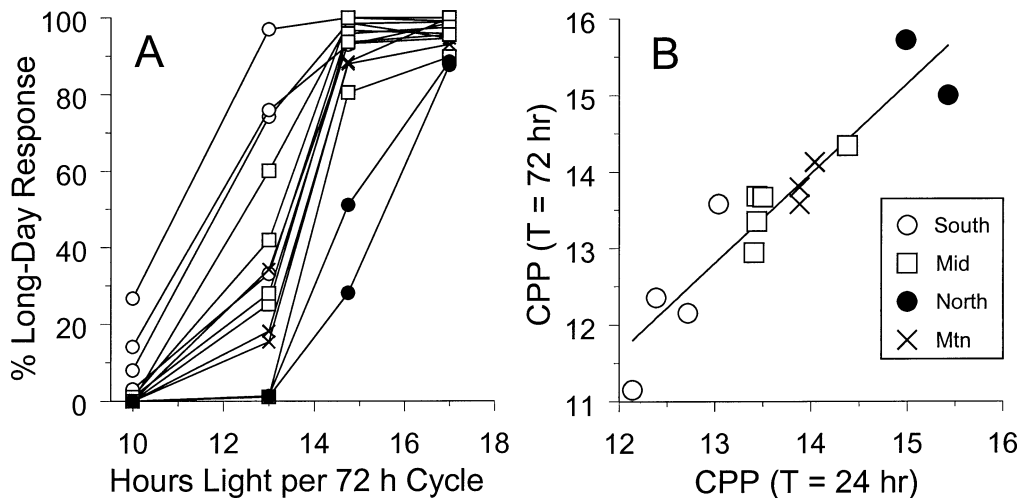 A
% Long-Day Response
100
80
60
40
20
0
10 12 14 16 18
Hours Light per 72 h Cycle
B
CPP (T = 72 hr)
16
15
14
13
12
11
12 13 14 15 16
CPP (T = 24 hr)
South
Mid
North
Mtn